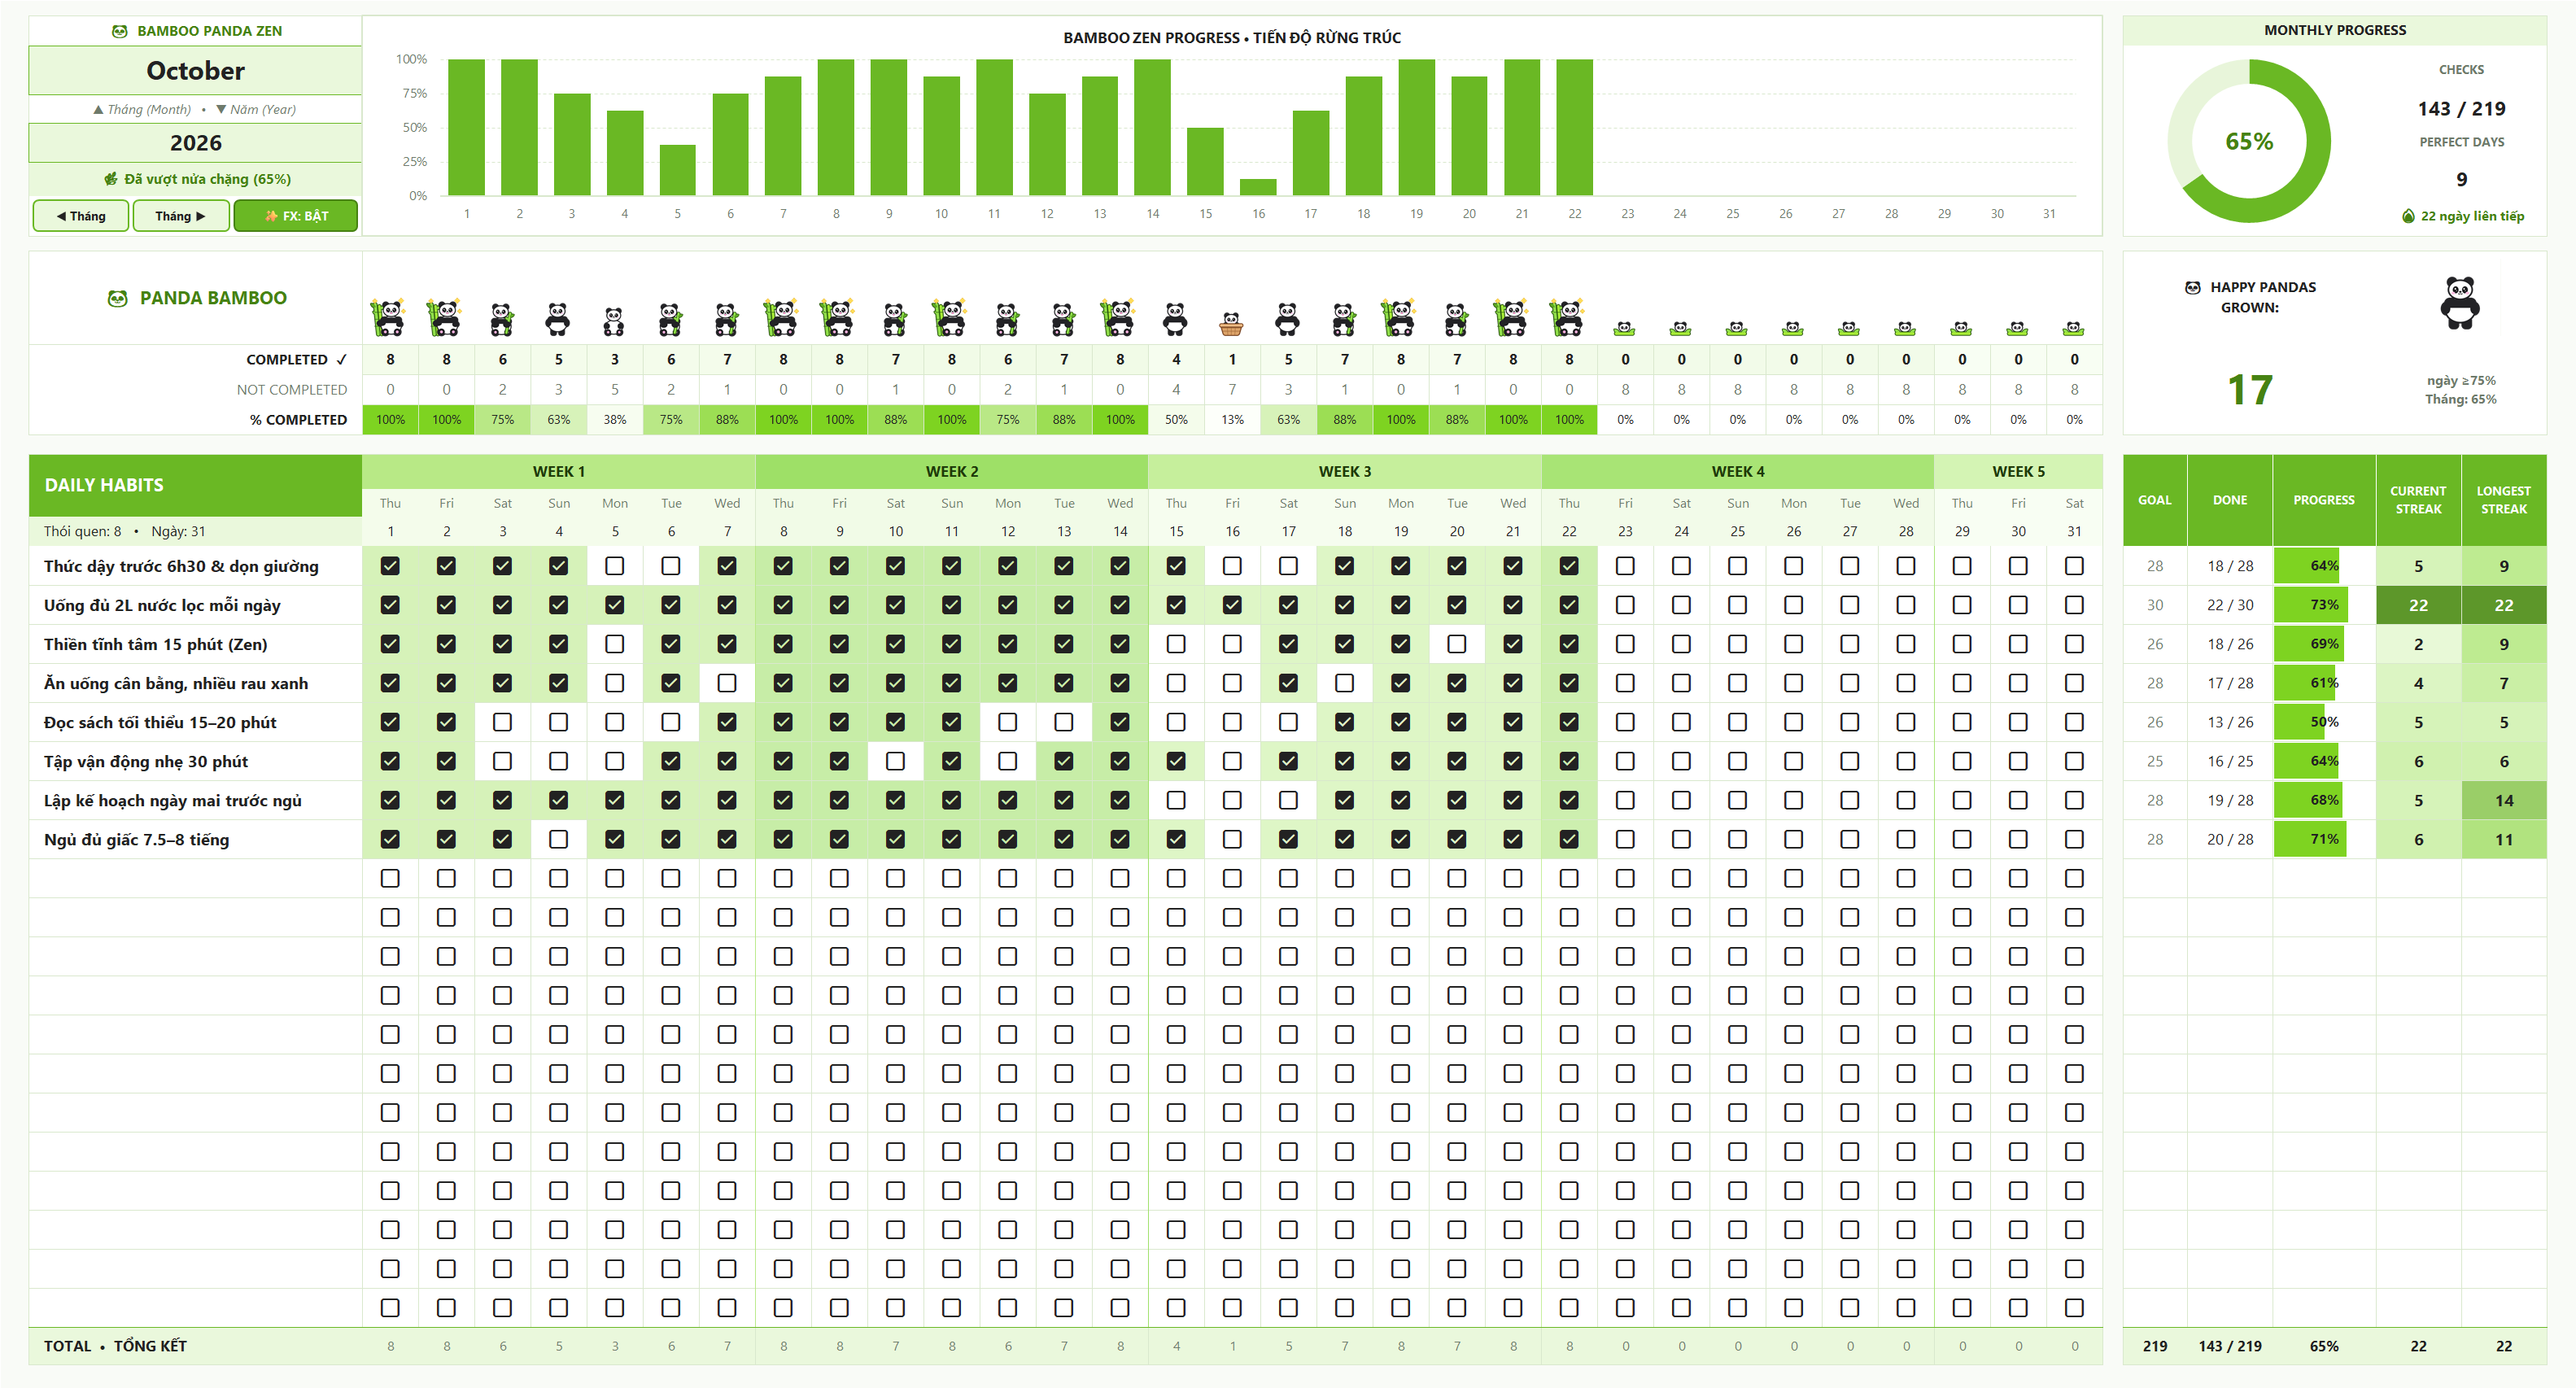 BAMBOO PANDA ZEN
October
▲ Tháng (Month) • ▼ Năm (Year)
2026
Đã vượt nửa chặng (65%)
◀ Tháng Tháng ▶ FX: BẬT
BAMBOO ZEN PROGRESS • TIẾN ĐỘ RỪNG TRÚC
100%
75%
50%
25%
0%
1 2 3 4 5 6 7 8 9 10 11 12 13 14 15 16 17 18 19 20 21 22 23 24 25 26 27 28 29 30 31
MONTHLY PROGRESS
65%
CHECKS
143 / 219
PERFECT DAYS
9
22 ngày liên tiếp
PANDA BAMBOO
COMPLETED ✓ 8 8 6 5 3 6 7 8 8 7 8 6 7 8 4 1 5 7 8 7 8 8 0 0 0 0 0 0 0 0 0
NOT COMPLETED 0 0 2 3 5 2 1 0 0 1 0 2 1 0 4 7 3 1 0 1 0 0 8 8 8 8 8 8 8 8 8
% COMPLETED 100% 100% 75% 63% 38% 75% 88% 100% 100% 88% 100% 75% 88% 100% 50% 13% 63% 88% 100% 88% 100% 100% 0% 0% 0% 0% 0% 0% 0% 0% 0%
HAPPY PANDAS
GROWN:
17
ngày ≥75%
Tháng: 65%
DAILY HABITS
WEEK 1 WEEK 2 WEEK 3 WEEK 4 WEEK 5
Thu Fri Sat Sun Mon Tue Wed Thu Fri Sat Sun Mon Tue Wed Thu Fri Sat Sun Mon Tue Wed Thu Fri Sat Sun Mon Tue Wed Thu Fri Sat
Thói quen: 8 • Ngày: 31 1 2 3 4 5 6 7 8 9 10 11 12 13 14 15 16 17 18 19 20 21 22 23 24 25 26 27 28 29 30 31
GOAL DONE PROGRESS CURRENT STREAK LONGEST STREAK
Thức dậy trước 6h30 & dọn giường 28 18 / 28 64% 5 9
Uống đủ 2L nước lọc mỗi ngày 30 22 / 30 73% 22 22
Thiền tĩnh tâm 15 phút (Zen) 26 18 / 26 69% 2 9
Ăn uống cân bằng, nhiều rau xanh 28 17 / 28 61% 4 7
Đọc sách tối thiểu 15–20 phút 26 13 / 26 50% 5 5
Tập vận động nhẹ 30 phút 25 16 / 25 64% 6 6
Lập kế hoạch ngày mai trước ngủ 28 19 / 28 68% 5 14
Ngủ đủ giấc 7.5–8 tiếng 28 20 / 28 71% 6 11
TOTAL • TỔNG KẾT 8 8 6 5 3 6 7 8 8 7 8 6 7 8 4 1 5 7 8 7 8 8 0 0 0 0 0 0 0 0 0 219 143 / 219 65% 22 22